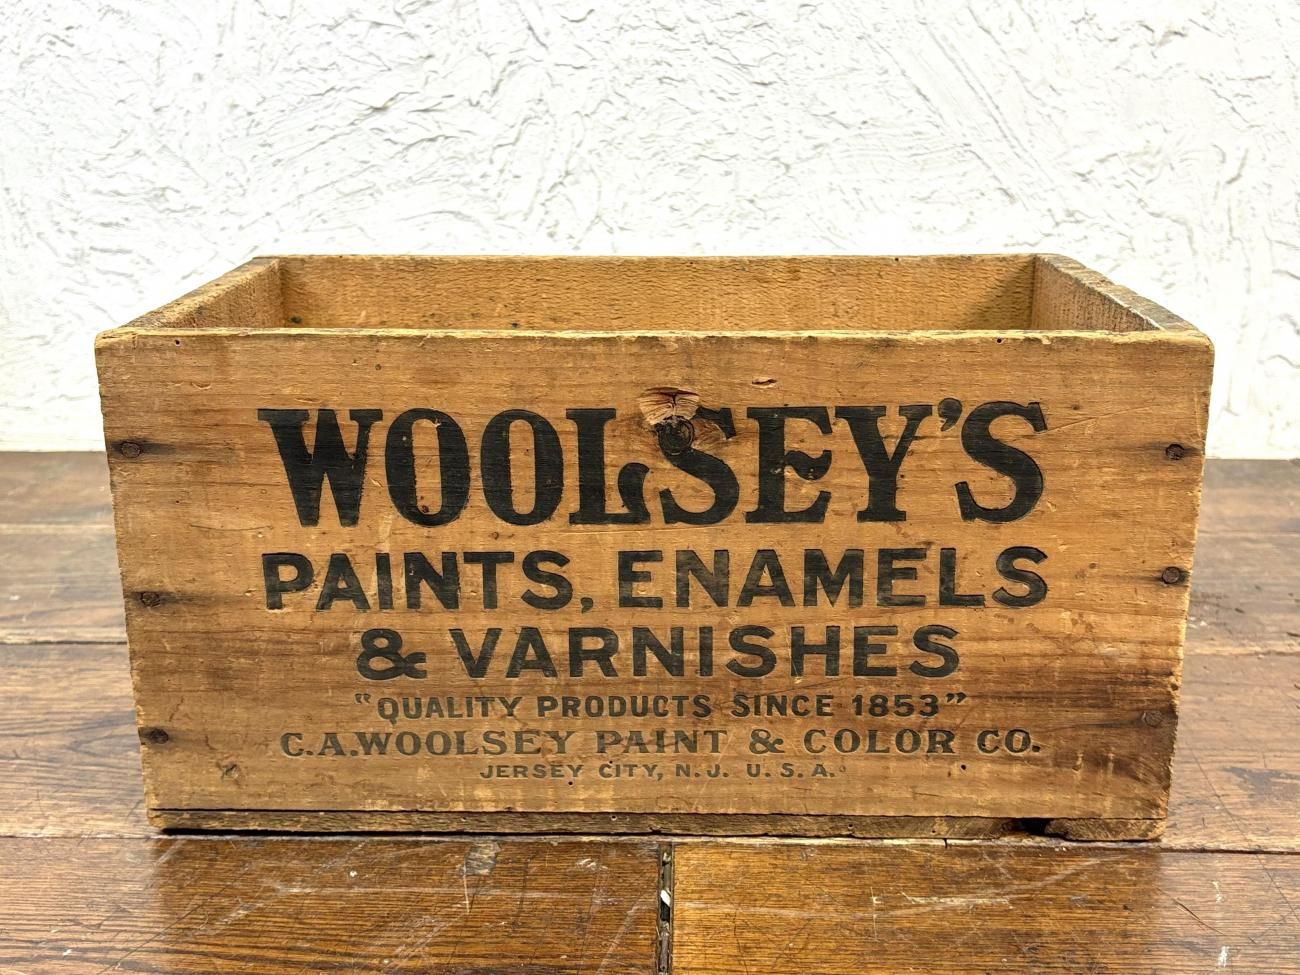 WOOLSEY'S
PAINTS, ENAMELS
& VARNISHES
"QUALITY PRODUCTS SINCE 1853"
C.A.WOOLSEY PAINT & COLOR CO.
JERSEY CITY, N.J. U.S.A.